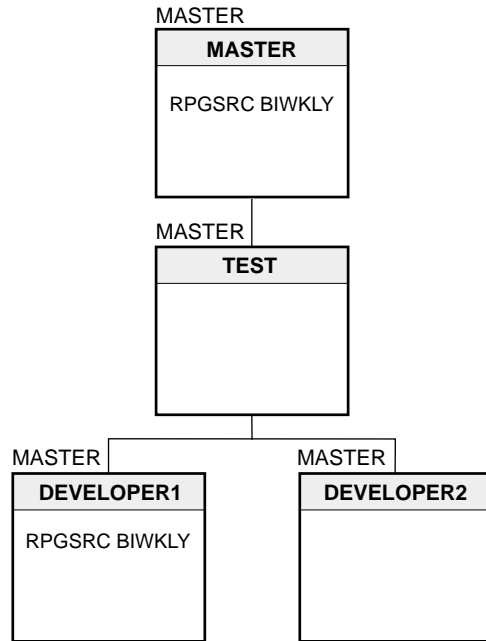 MASTER
MASTER
RPGSRC BIWKLY
MASTER
TEST
MASTER
DEVELOPER1
RPGSRC BIWKLY
MASTER
DEVELOPER2